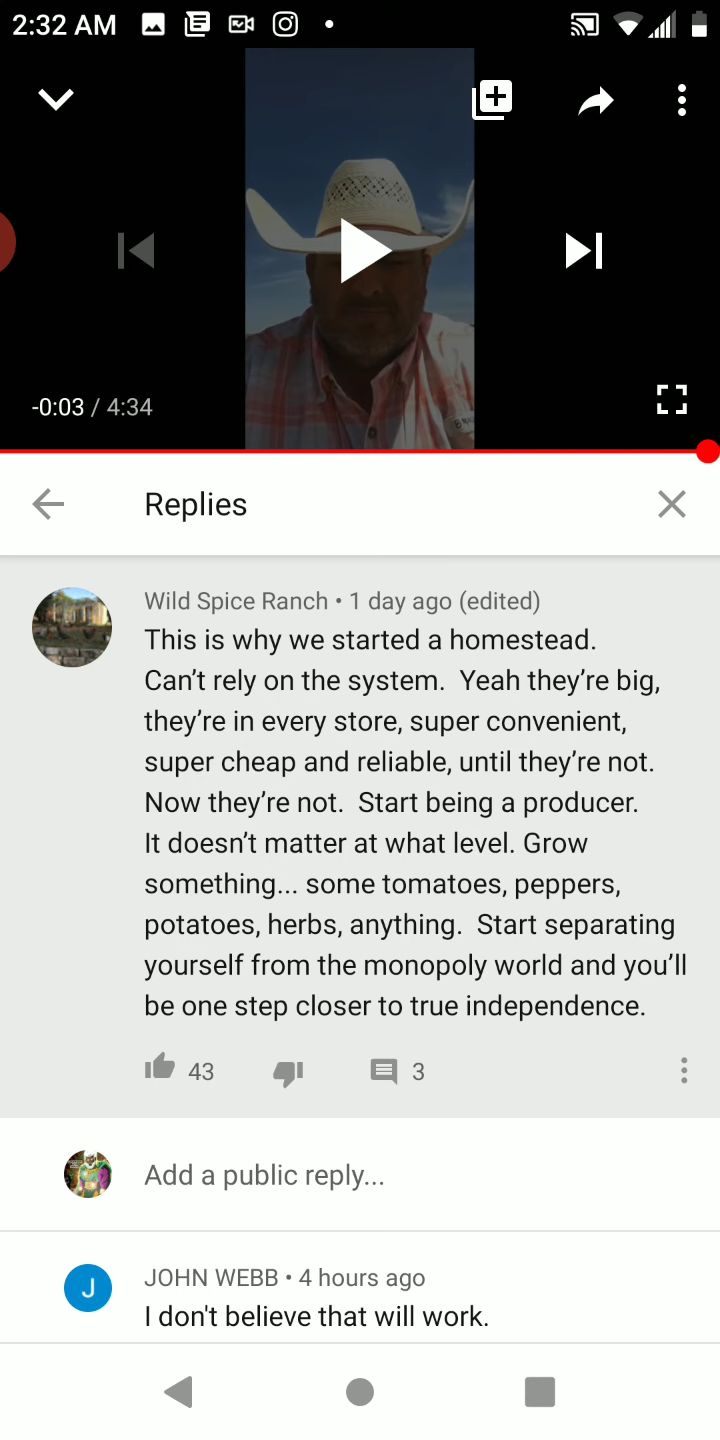 2:32 AM
-0:03 / 4:34
Replies
Wild Spice Ranch • 1 day ago (edited)
This is why we started a homestead.
Can’t rely on the system.  Yeah they’re big,
they’re in every store, super convenient,
super cheap and reliable, until they’re not.
Now they’re not.  Start being a producer.
It doesn’t matter at what level. Grow
something... some tomatoes, peppers,
potatoes, herbs, anything.  Start separating
yourself from the monopoly world and you’ll
be one step closer to true independence.
43
3
Add a public reply...
J
JOHN WEBB • 4 hours ago
I don't believe that will work.